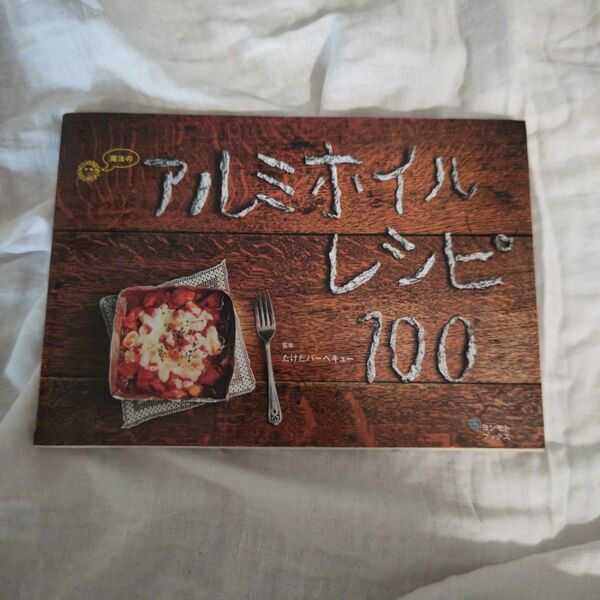 魔法の
アルミホイル
レシピ
100
監修
たけだバーベキュー
ヨシモト
ブックス